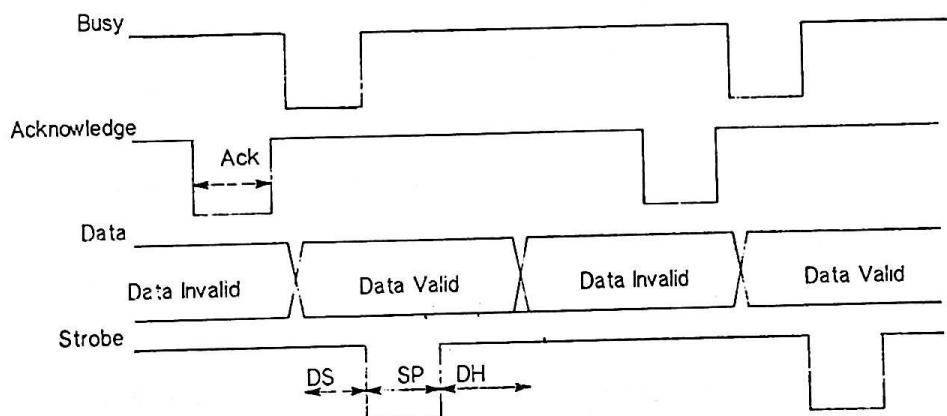 Busy
Acknowledge
Ack
Data
Data Invalid
Data Valid
Data Invalid
Data Valid
Strobe
DS
SP
DH